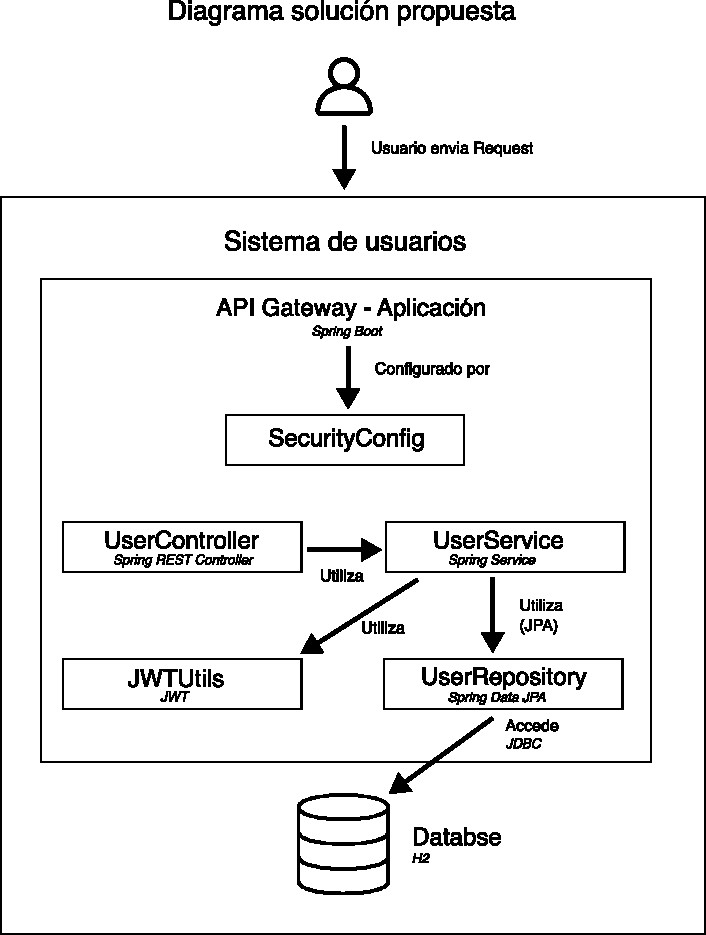 Diagrama solución propuesta
Usuario envia Request
Sistema de usuarios
API Gateway - Aplicación
Spring Boot
Configurado por
SecurityConfig
UserController
Spring REST Controller
Utiliza
UserService
Spring Service
Utiliza
Utiliza
(JPA)
JWTUtils
JWT
UserRepository
Spring Data JPA
Accede
JDBC
Databse
H2